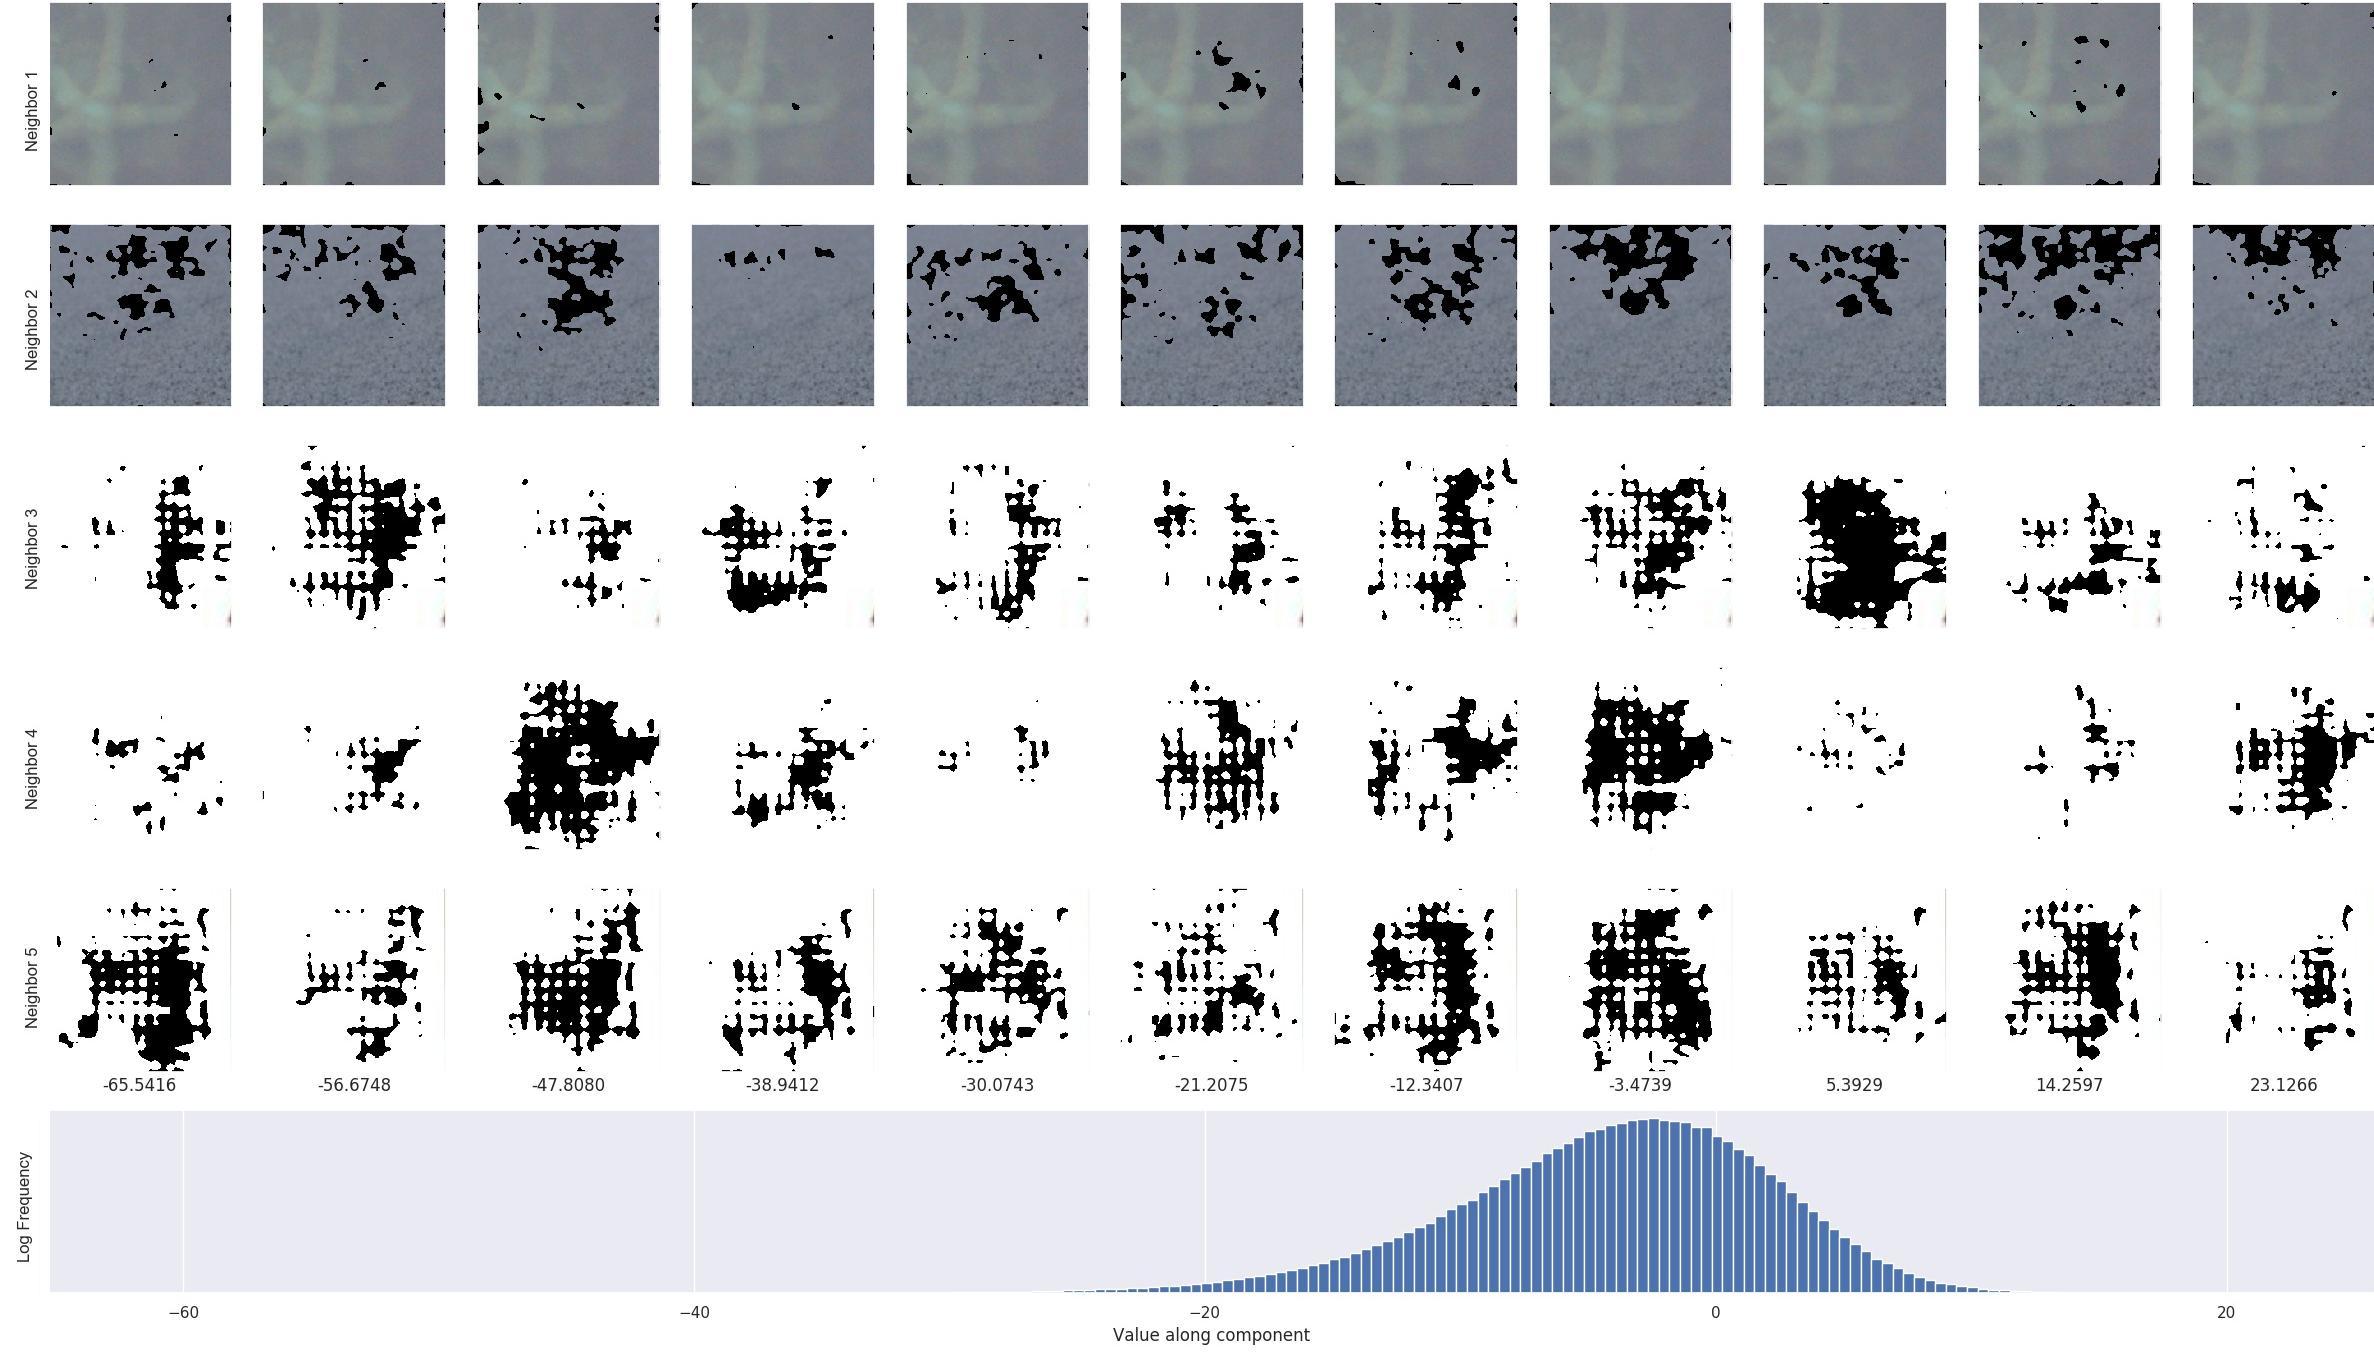 Neighbor 1
Neighbor 2
Neighbor 3
Neighbor 4
Neighbor 5
-65.5416 -56.6748 -47.8080 -38.9412 -30.0743 -21.2075 -12.3407 -3.4739 5.3929 14.2597 23.1266
Log Frequency
−60 −40 −20 0 20
Value along component